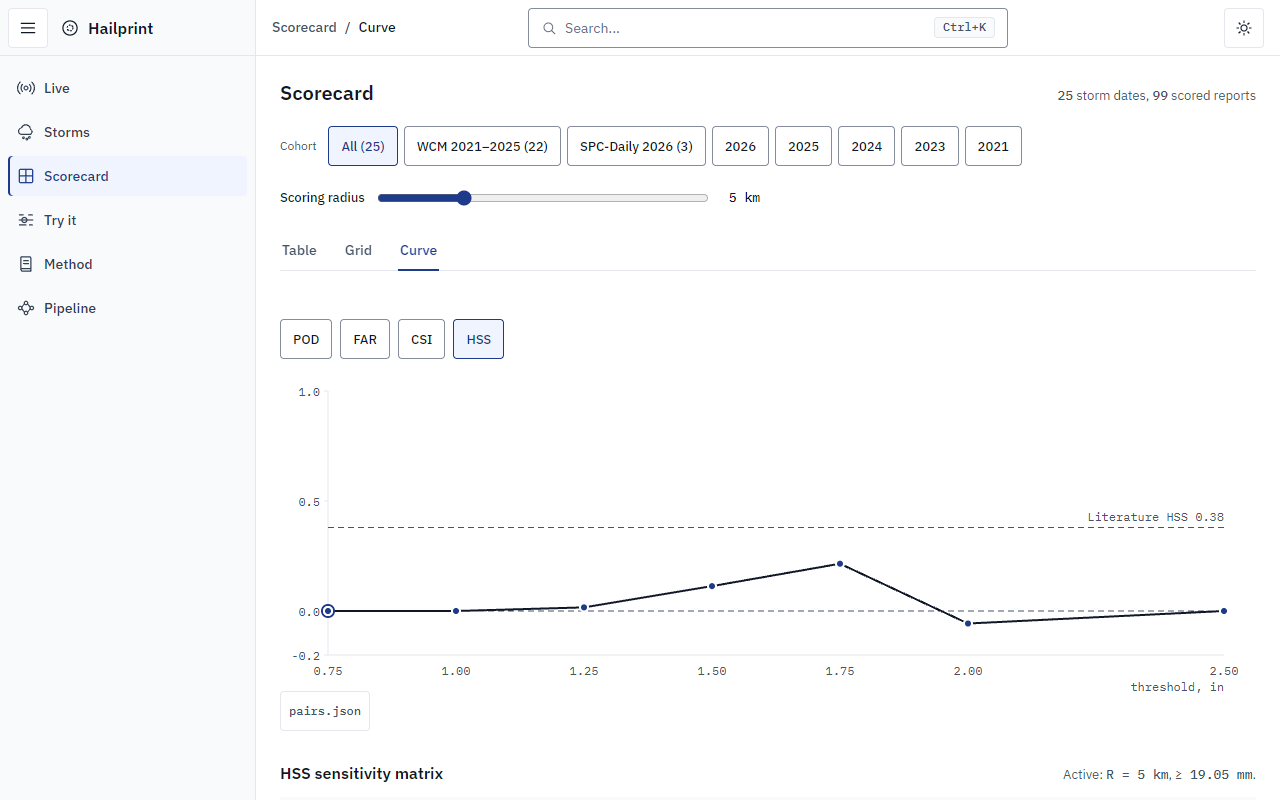 Hailprint
Scorecard / Curve
Search...
Ctrl+K
Live
Storms
Scorecard
Try it
Method
Pipeline
Scorecard
25 storm dates, 99 scored reports
Cohort
All (25)
WCM 2021–2025 (22)
SPC-Daily 2026 (3)
2026
2025
2024
2023
2021
Scoring radius
5 km
Table
Grid
Curve
POD
FAR
CSI
HSS
1.0
0.5
Literature HSS 0.38
0.0
-0.2
0.75
1.00
1.25
1.50
1.75
2.00
2.50
threshold, in
pairs.json
HSS sensitivity matrix
Active: R = 5 km, ≥ 19.05 mm.